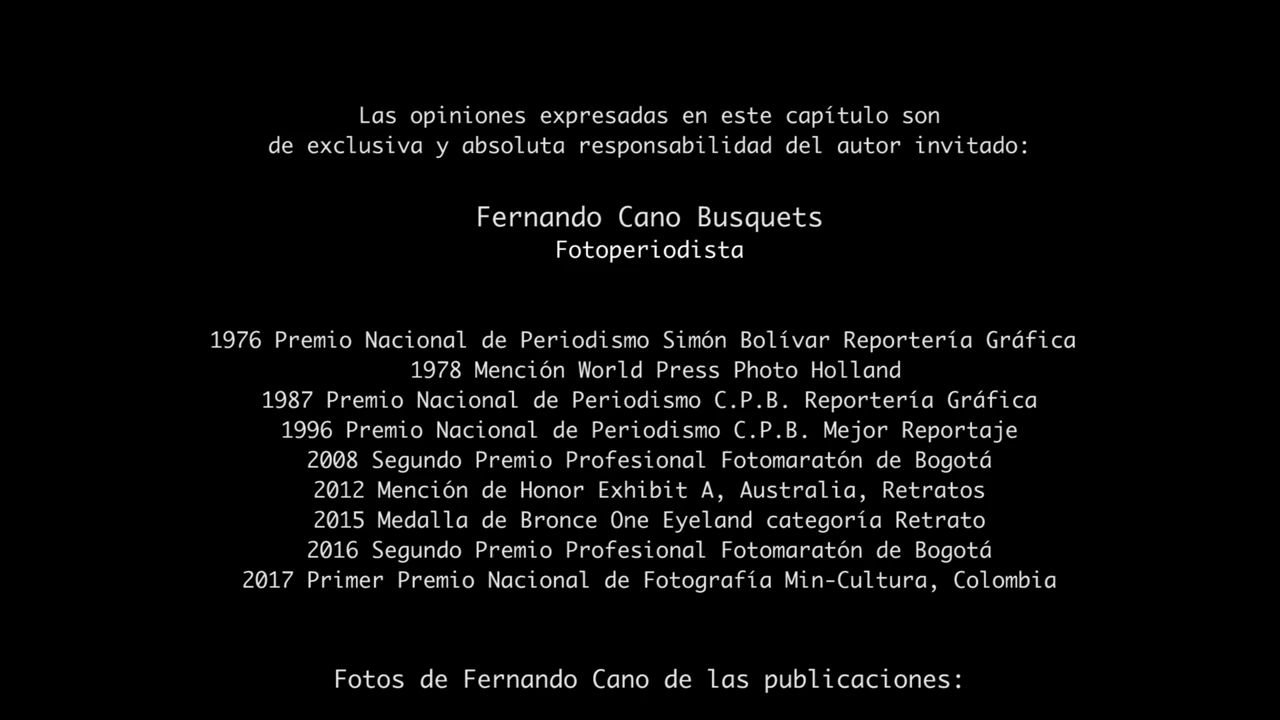 Las opiniones expresadas en este capítulo son
de exclusiva y absoluta responsabilidad del autor invitado:
Fernando Cano Busquets
Fotoperiodista
1976 Premio Nacional de Periodismo Simón Bolívar Reportería Gráfica
1978 Mención World Press Photo Holland
1987 Premio Nacional de Periodismo C.P.B. Reportería Gráfica
1996 Premio Nacional de Periodismo C.P.B. Mejor Reportaje
2008 Segundo Premio Profesional Fotomaratón de Bogotá
2012 Mención de Honor Exhibit A, Australia, Retratos
2015 Medalla de Bronce One Eyeland categoría Retrato
2016 Segundo Premio Profesional Fotomaratón de Bogotá
2017 Primer Premio Nacional de Fotografía Min-Cultura, Colombia
Fotos de Fernando Cano de las publicaciones: